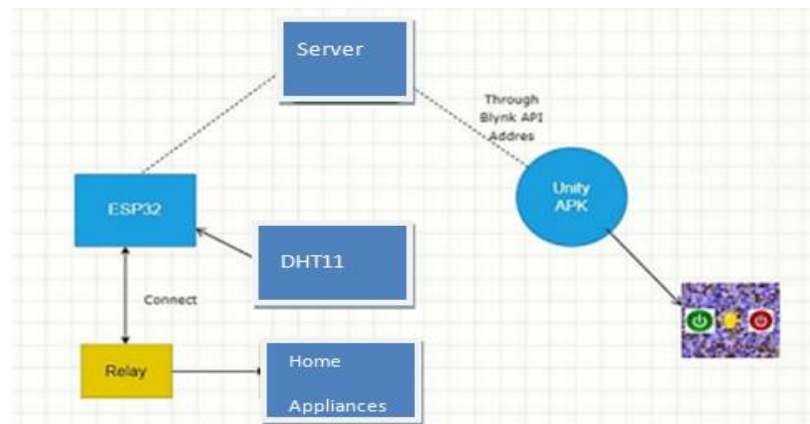 Server
Through
Blynk API
Addres
Unity
APK
ESP32
DHT11
Connect
Relay
Home
Appliances